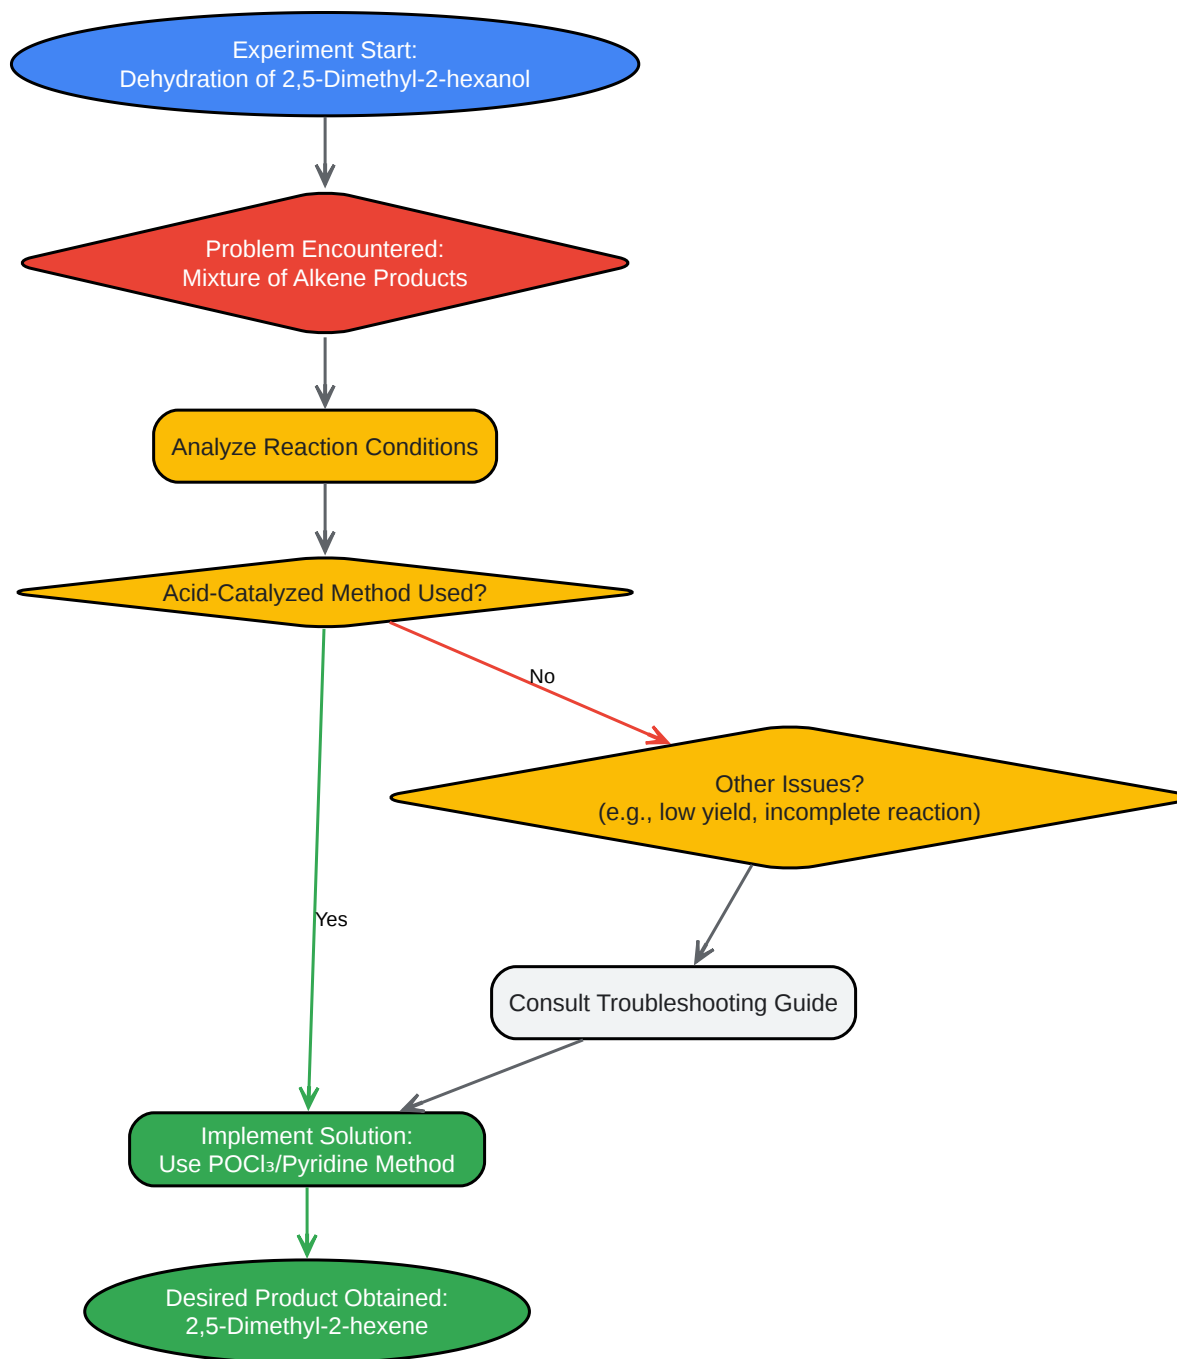 Experiment Start:
Dehydration of 2,5-Dimethyl-2-hexanol
Problem Encountered:
Mixture of Alkene Products
Analyze Reaction Conditions
Acid-Catalyzed Method Used?
No
Other Issues?
(e.g., low yield, incomplete reaction)
Yes
Consult Troubleshooting Guide
Implement Solution:
Use POCl₃/Pyridine Method
Desired Product Obtained:
2,5-Dimethyl-2-hexene